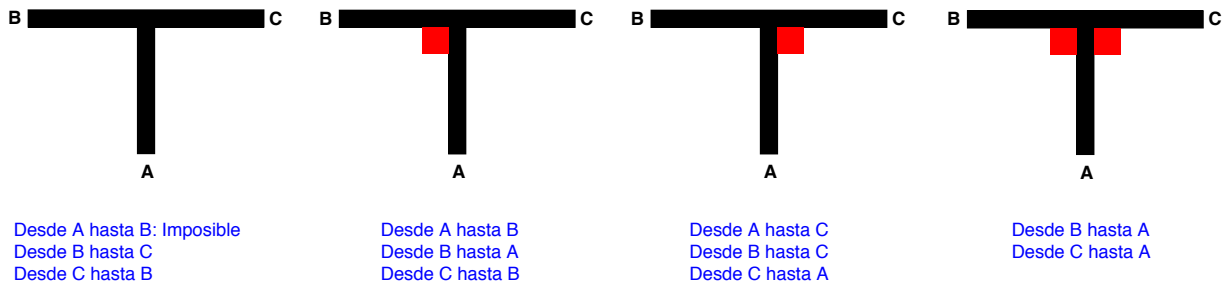 B C
A
Desde A hasta B: Imposible
Desde B hasta C
Desde C hasta B
B C
A
Desde A hasta B
Desde B hasta A
Desde C hasta B
B C
A
Desde A hasta C
Desde B hasta C
Desde C hasta A
B C
A
Desde B hasta A
Desde C hasta A